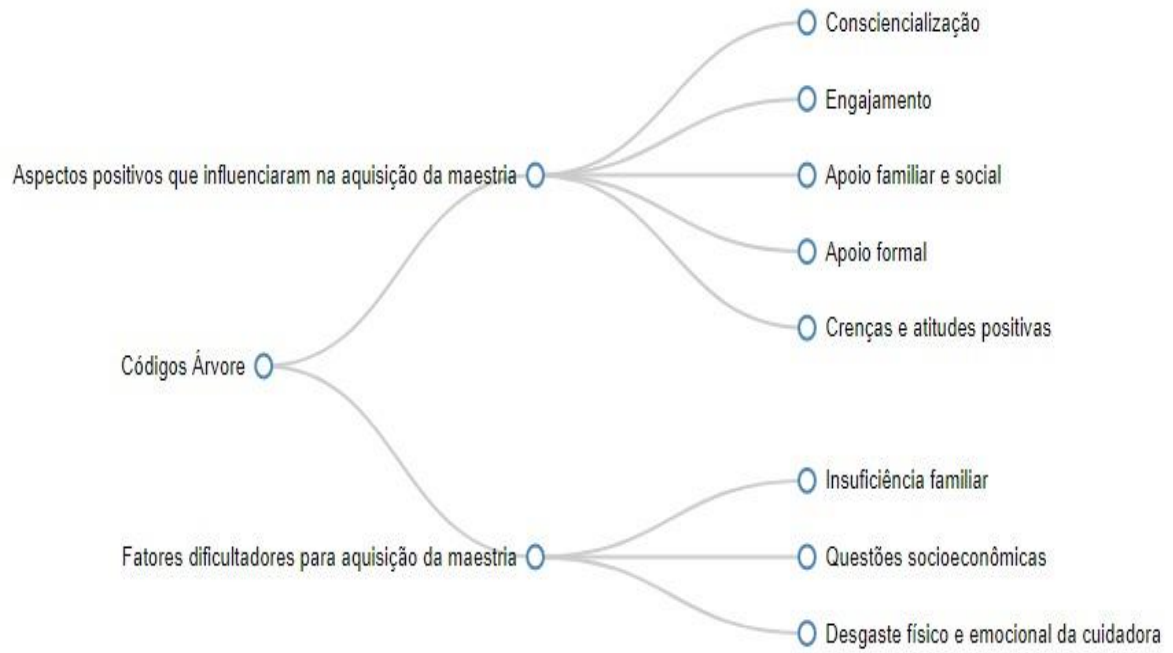 Consciencialização
Engajamento
Aspectos positivos que influenciaram na aquisição da maestria
Apoio familiar e social
Apoio formal
Crenças e atitudes positivas
Códigos Árvore
Insuficiência familiar
Fatores dificultadores para aquisição da maestria
Questões socioeconômicas
Desgaste físico e emocional da cuidadora